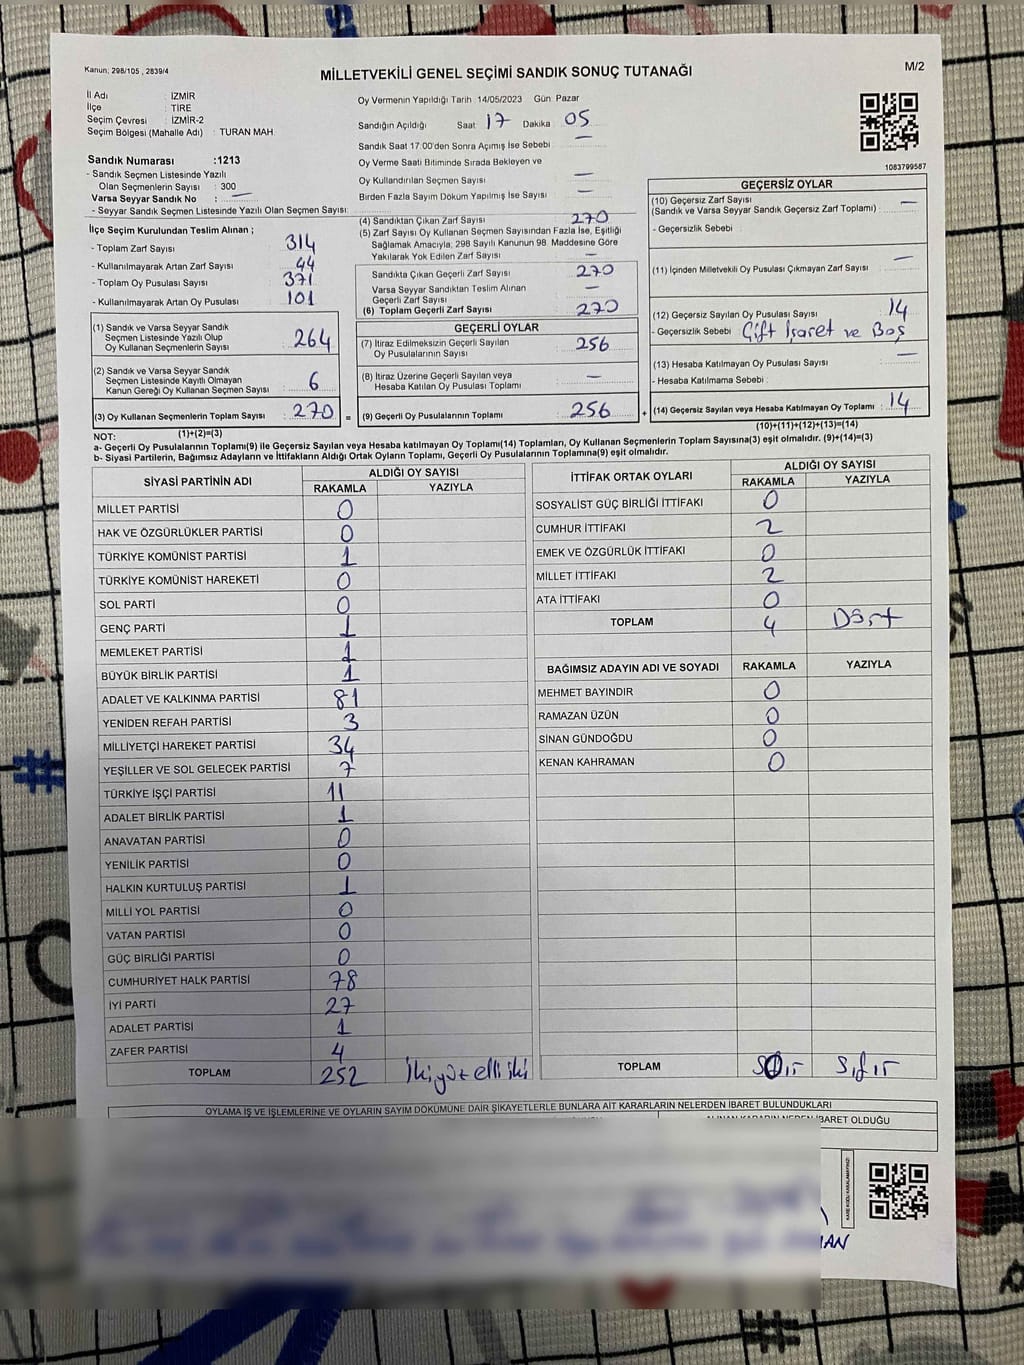 Kanun; 298/105 , 2839/4
MİLLETVEKİLİ GENEL SEÇİMİ SANDIK SONUÇ TUTANAĞI
M/2
İl Adı : İZMİR
İlçe : TİRE
Seçim Çevresi : İZMİR-2
Seçim Bölgesi (Mahalle Adı) : TURAN MAH.
Sandık Numarası :1213
- Sandık Seçmen Listesinde Yazılı
Olan Seçmenlerin Sayısı : 300
Varsa Seyyar Sandık No : —
- Seyyar Sandık Seçmen Listesinde Yazılı Olan Seçmen Sayısı:
İlçe Seçim Kurulundan Teslim Alınan ;
- Toplam Zarf Sayısı 314
- Kullanılmayarak Artan Zarf Sayısı 44
- Toplam Oy Pusulası Sayısı 371
- Kullanılmayarak Artan Oy Pusulası 101
(1) Sandık ve Varsa Seyyar Sandık
Seçmen Listesinde Yazılı Olup
Oy Kullanan Seçmenlerin Sayısı 264
(2) Sandık ve Varsa Seyyar Sandık
Seçmen Listesinde Kayıtlı Olmayan
Kanun Gereği Oy Kullanan Seçmen Sayısı 6
(3) Oy Kullanan Seçmenlerin Toplam Sayısı 270 =
(1)+(2)=(3)
Oy Vermenin Yapıldığı Tarih 14/05/2023 Gün Pazar
Sandığın Açıldığı Saat 17 Dakika 05
Sandık Saat 17:00'den Sonra Açımış İse Sebebi : —
Oy Verme Saati Bitiminde Sırada Bekleyen ve
Oy Kullandırılan Seçmen Sayısı —
Birden Fazla Sayım Döküm Yapılmış İse Sayısı —
(4) Sandıktan Çıkan Zarf Sayısı 270
(5) Zarf Sayısı Oy Kullanan Seçmen Sayısından Fazla İse, Eşitliği
Sağlamak Amacıyla; 298 Sayılı Kanunun 98. Maddesine Göre
Yakılarak Yok Edilen Zarf Sayısı —
Sandıkta Çıkan Geçerli Zarf Sayısı 270
Varsa Seyyar Sandıktan Teslim Alınan
Geçerli Zarf Sayısı —
(6) Toplam Geçerli Zarf Sayısı 270
GEÇERLİ OYLAR
(7) İtiraz Edilmeksizin Geçerli Sayılan
Oy Pusulalarının Sayısı 256
(8) İtiraz Üzerine Geçerli Sayılan veya
Hesaba Katılan Oy Pusulası Toplamı —
(9) Geçerli Oy Pusulalarının Toplamı 256 +
1083799587
GEÇERSİZ OYLAR
(10) Geçersiz Zarf Sayısı
(Sandık ve Varsa Seyyar Sandık Geçersiz Zarf Toplamı) : —
- Geçersizlik Sebebi :
(11) İçinden Milletvekili Oy Pusulası Çıkmayan Zarf Sayısı —
(12) Geçersiz Sayılan Oy Pusulası Sayısı 14
- Geçersizlik Sebebi : Çift İşaret ve Boş
(13) Hesaba Katılmayan Oy Pusulası Sayısı —
- Hesaba Katılmama Sebebi :
(14) Geçersiz Sayılan veya Hesaba Katılmayan Oy Toplamı : 14
(10)+(11)+(12)+(13)=(14)
NOT:
a- Geçerli Oy Pusulalarının Toplamı(9) ile Geçersiz Sayılan veya Hesaba katılmayan Oy Toplamı(14) Toplamları, Oy Kullanan Seçmenlerin Toplam Sayısına(3) eşit olmalıdır. (9)+(14)=(3)
b- Siyasi Partilerin, Bağımsız Adayların ve İttifakların Aldığı Ortak Oyların Toplamı, Geçerli Oy Pusulalarının Toplamına(9) eşit olmalıdır.
SİYASİ PARTİNİN ADI ALDIĞI OY SAYISI
RAKAMLA YAZIYLA
MİLLET PARTİSİ 0
HAK VE ÖZGÜRLÜKLER PARTİSİ 0
TÜRKİYE KOMÜNİST PARTİSİ 1
TÜRKİYE KOMÜNİST HAREKETİ 0
SOL PARTİ 0
GENÇ PARTİ 1
MEMLEKET PARTİSİ 1
BÜYÜK BİRLİK PARTİSİ 1
ADALET VE KALKINMA PARTİSİ 81
YENİDEN REFAH PARTİSİ 3
MİLLİYETÇİ HAREKET PARTİSİ 34
YEŞİLLER VE SOL GELECEK PARTİSİ 7
TÜRKİYE İŞÇİ PARTİSİ 11
ADALET BİRLİK PARTİSİ 1
ANAVATAN PARTİSİ 0
YENİLİK PARTİSİ 0
HALKIN KURTULUŞ PARTİSİ 1
MİLLİ YOL PARTİSİ 0
VATAN PARTİSİ 0
GÜÇ BİRLİĞİ PARTİSİ 0
CUMHURİYET HALK PARTİSİ 78
İYİ PARTİ 27
ADALET PARTİSİ 1
ZAFER PARTİSİ 4
TOPLAM 252 İkiyüzelliiki
İTTİFAK ORTAK OYLARI ALDIĞI OY SAYISI
RAKAMLA YAZIYLA
SOSYALİST GÜÇ BİRLİĞİ İTTİFAKI 0
CUMHUR İTTİFAKI 2
EMEK VE ÖZGÜRLÜK İTTİFAKI 0
MİLLET İTTİFAKI 2
ATA İTTİFAKI 0
TOPLAM 4 Dört
BAĞIMSIZ ADAYIN ADI VE SOYADI RAKAMLA YAZIYLA
MEHMET BAYINDIR 0
RAMAZAN ÜZÜN 0
SİNAN GÜNDOĞDU 0
KENAN KAHRAMAN 0
TOPLAM 0 Sıfır
OYLAMA İŞ VE İŞLEMLERİNE VE OYLARIN SAYIM DÖKÜMÜNE DAİR ŞİKAYETLERLE BUNLARA AİT KARARLARIN NELERDEN İBARET BULUNDUKLARI
İBARET OLDUĞU